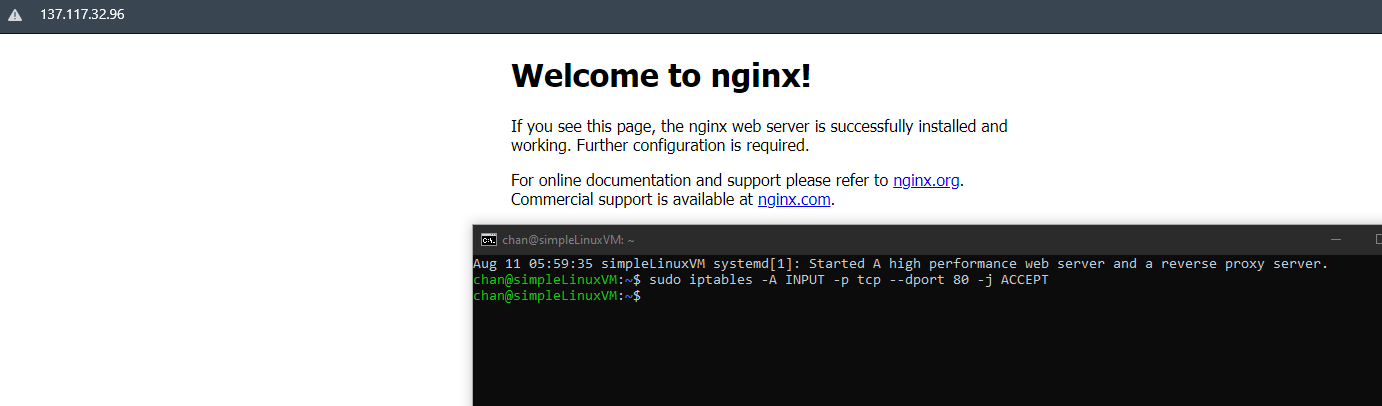 137.117.32.96
Welcome to nginx!
If you see this page, the nginx web server is successfully installed and
working. Further configuration is required.
For online documentation and support please refer to nginx.org.
Commercial support is available at nginx.com.
chan@simpleLinuxVM: ~
Aug 11 05:59:35 simpleLinuxVM systemd[1]: Started A high performance web server and a reverse proxy server.
chan@simpleLinuxVM:~$ sudo iptables -A INPUT -p tcp --dport 80 -j ACCEPT
chan@simpleLinuxVM:~$